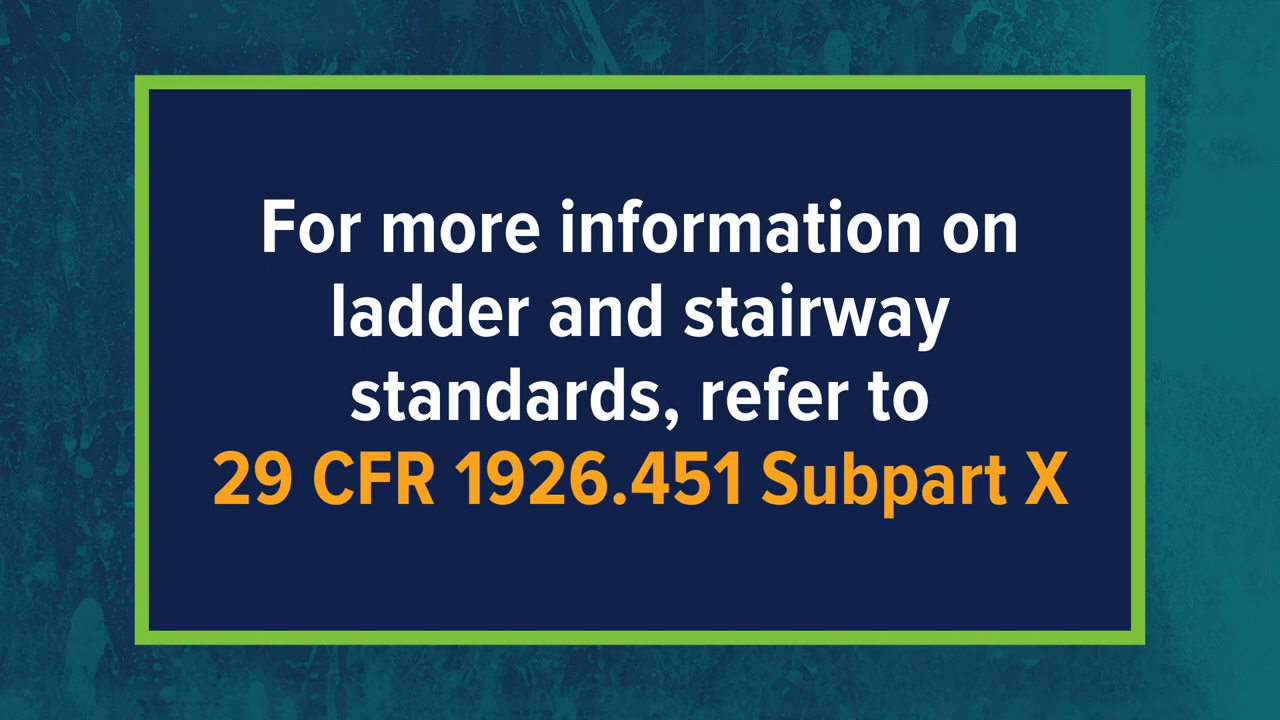 For more information on
ladder and stairway
standards, refer to
29 CFR 1926.451 Subpart X